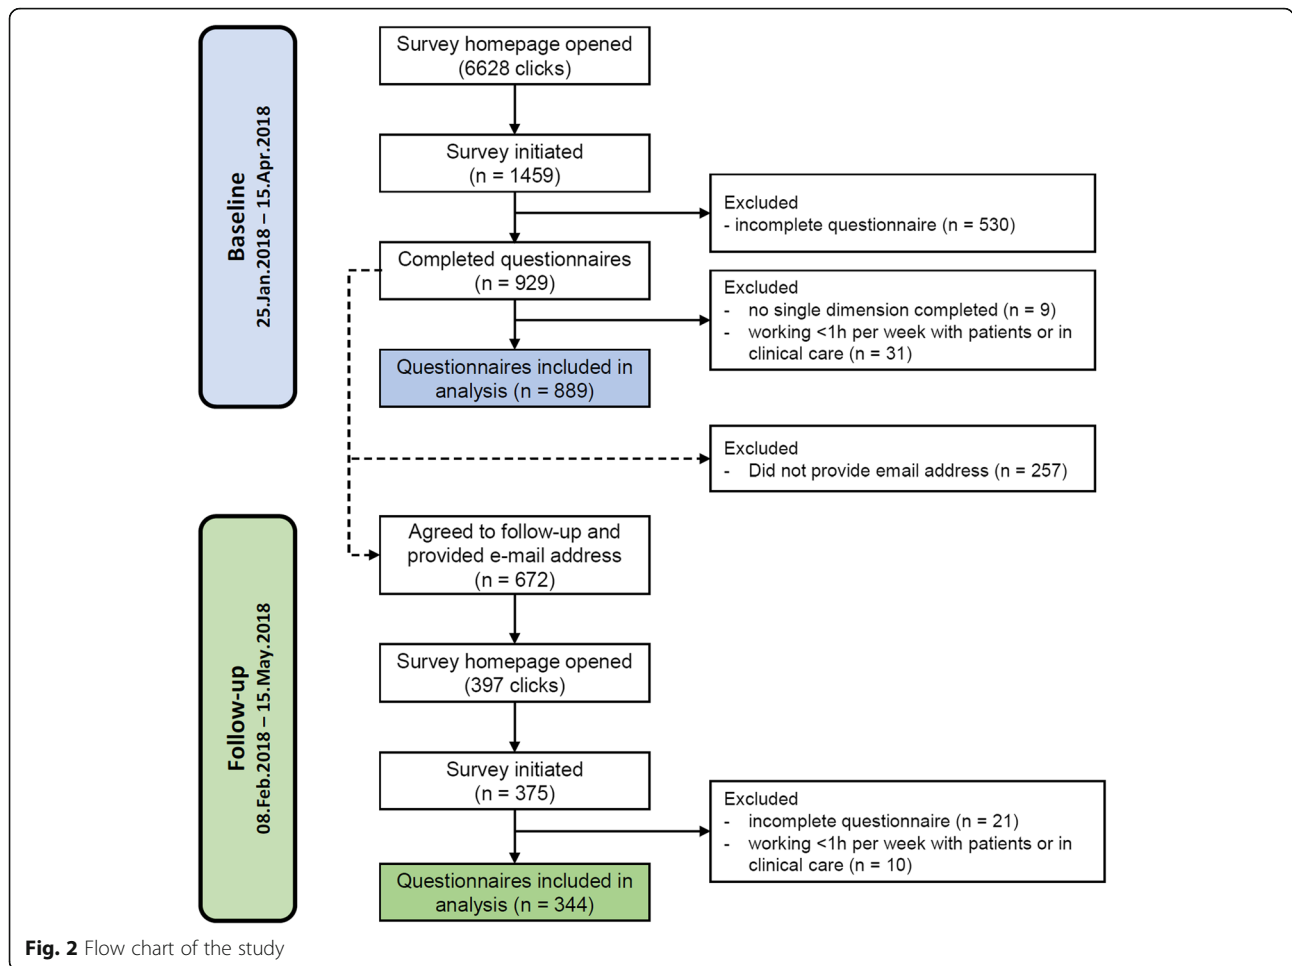 Baseline
25.Jan.2018 – 15.Apr.2018
Survey homepage opened
(6628 clicks)
Survey initiated
(n = 1459)
Excluded
- incomplete questionnaire (n = 530)
Completed questionnaires
(n = 929)
Excluded
- no single dimension completed (n = 9)
- working <1h per week with patients or in
clinical care (n = 31)
Questionnaires included in
analysis (n = 889)
Excluded
- Did not provide email address (n = 257)
Follow-up
08.Feb.2018 – 15.May.2018
Agreed to follow-up and
provided e-mail address
(n = 672)
Survey homepage opened
(397 clicks)
Survey initiated
(n = 375)
Excluded
- incomplete questionnaire (n = 21)
- working <1h per week with patients or in
clinical care (n = 10)
Questionnaires included in
analysis (n = 344)
Fig. 2 Flow chart of the study